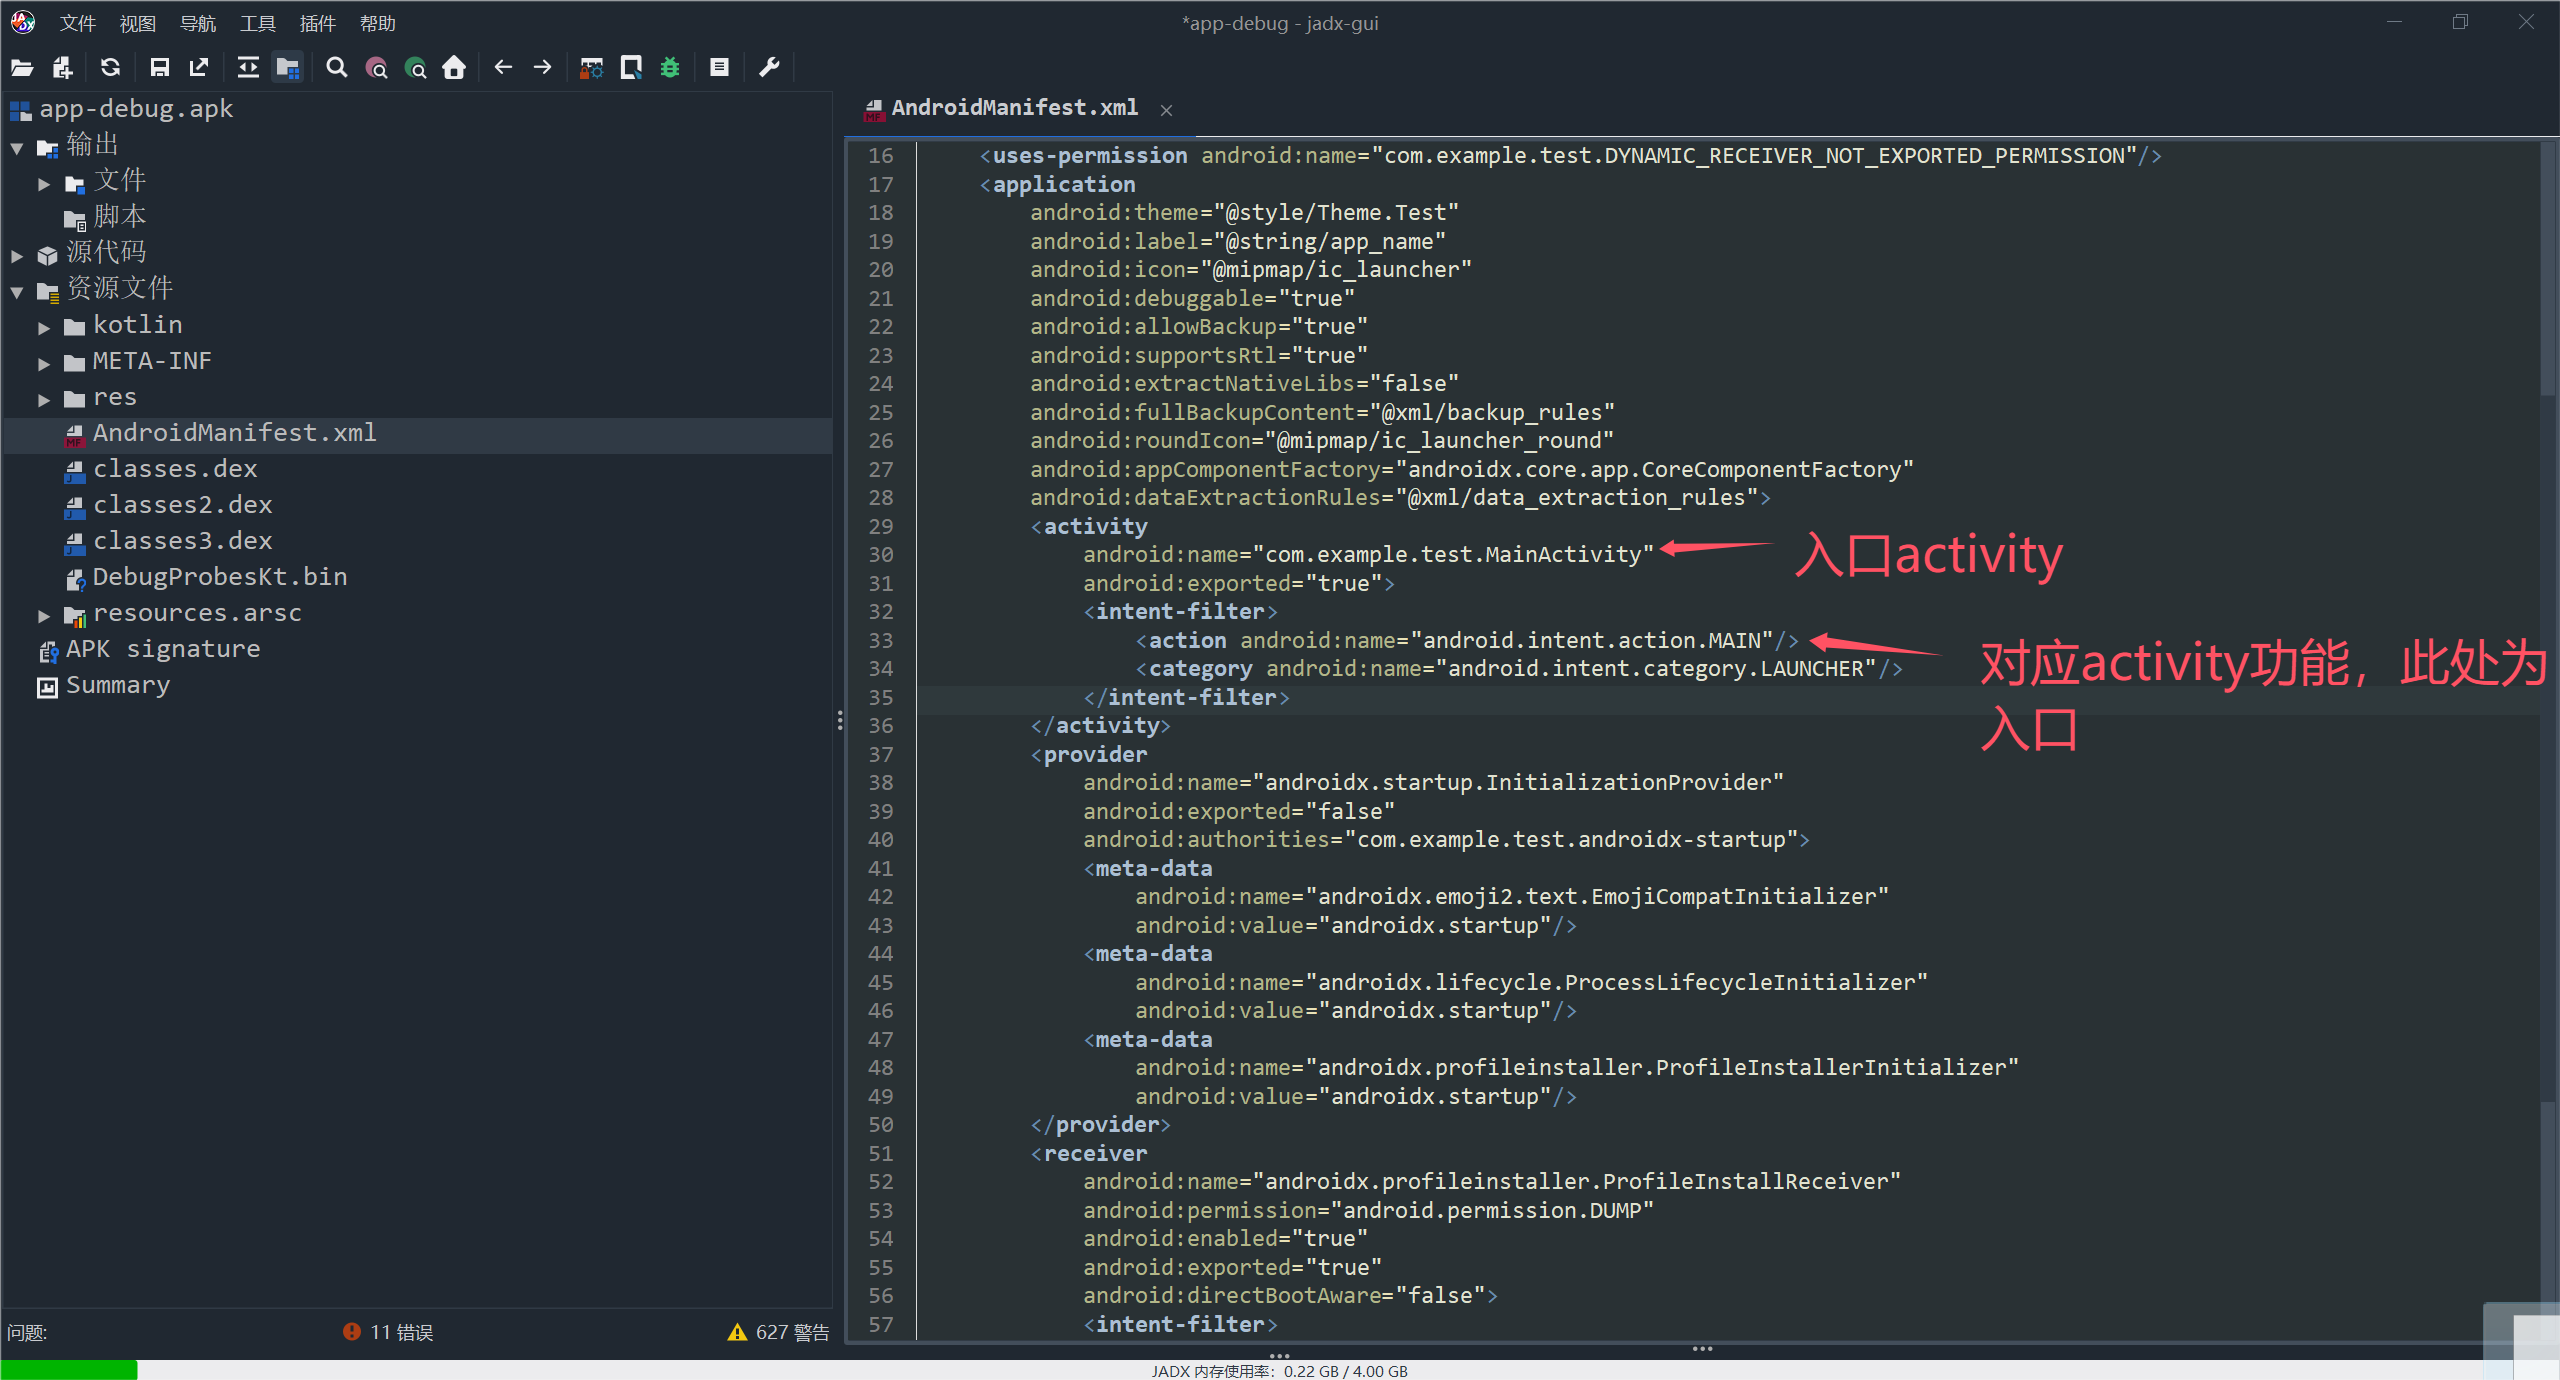 文件 视图 导航 工具 插件 帮助
*app-debug - jadx-gui
app-debug.apk
输出
文件
脚本
源代码
资源文件
kotlin
META-INF
res
AndroidManifest.xml
classes.dex
classes2.dex
classes3.dex
DebugProbesKt.bin
resources.arsc
APK signature
Summary
问题: 11 错误 627 警告
AndroidManifest.xml
16 <uses-permission android:name="com.example.test.DYNAMIC_RECEIVER_NOT_EXPORTED_PERMISSION"/>
17 <application
18 android:theme="@style/Theme.Test"
19 android:label="@string/app_name"
20 android:icon="@mipmap/ic_launcher"
21 android:debuggable="true"
22 android:allowBackup="true"
23 android:supportsRtl="true"
24 android:extractNativeLibs="false"
25 android:fullBackupContent="@xml/backup_rules"
26 android:roundIcon="@mipmap/ic_launcher_round"
27 android:appComponentFactory="androidx.core.app.CoreComponentFactory"
28 android:dataExtractionRules="@xml/data_extraction_rules">
29 <activity
30 android:name="com.example.test.MainActivity"
入口activity
31 android:exported="true">
32 <intent-filter>
33 <action android:name="android.intent.action.MAIN"/>
34 <category android:name="android.intent.category.LAUNCHER"/>
对应activity功能，此处为
入口
35 </intent-filter>
36 </activity>
37 <provider
38 android:name="androidx.startup.InitializationProvider"
39 android:exported="false"
40 android:authorities="com.example.test.androidx-startup">
41 <meta-data
42 android:name="androidx.emoji2.text.EmojiCompatInitializer"
43 android:value="androidx.startup"/>
44 <meta-data
45 android:name="androidx.lifecycle.ProcessLifecycleInitializer"
46 android:value="androidx.startup"/>
47 <meta-data
48 android:name="androidx.profileinstaller.ProfileInstallerInitializer"
49 android:value="androidx.startup"/>
50 </provider>
51 <receiver
52 android:name="androidx.profileinstaller.ProfileInstallReceiver"
53 android:permission="android.permission.DUMP"
54 android:enabled="true"
55 android:exported="true"
56 android:directBootAware="false">
57 <intent-filter>
JADX 内存使用率：0.22 GB / 4.00 GB